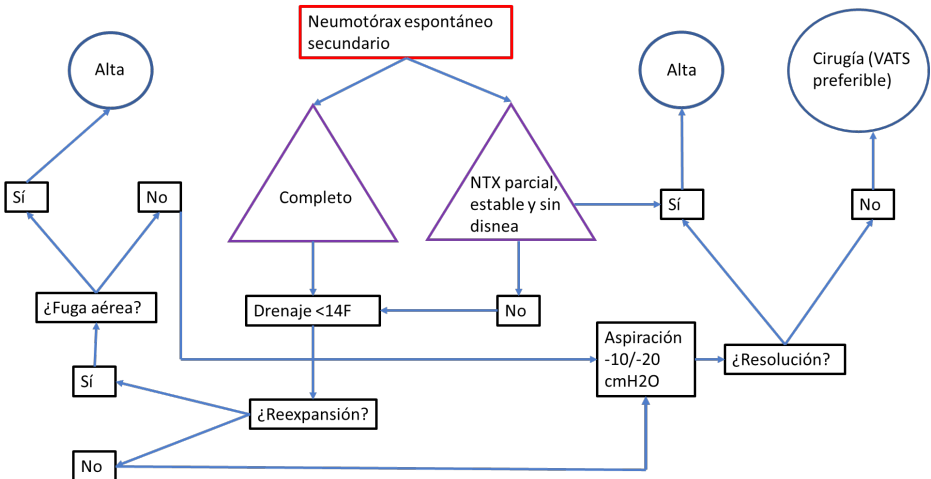 Neumotórax espontáneo
secundario
Alta
Alta
Cirugía (VATS
preferible)
Sí
No
Completo
NTX parcial,
estable y sin
disnea
Sí
No
¿Fuga aérea?
Drenaje <14F
No
Aspiración
-10/-20
cmH2O
¿Resolución?
Sí
¿Reexpansión?
No